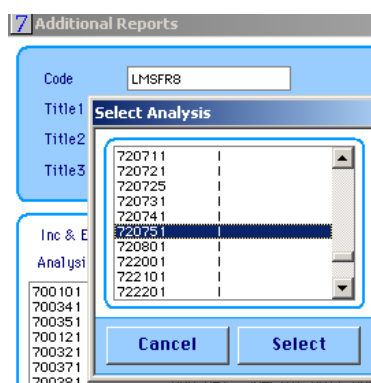 7 Additional Reports
Code LMSFR8
Title1
Title2
Title3
Select Analysis
720711 |
720721 |
720725 |
720731 |
720741 |
720751 |
720801 |
722001 |
722101 |
722201 |
Cancel Select
Inc & E
Analysi
700101
700341
700351
700121
700321
700371
700381